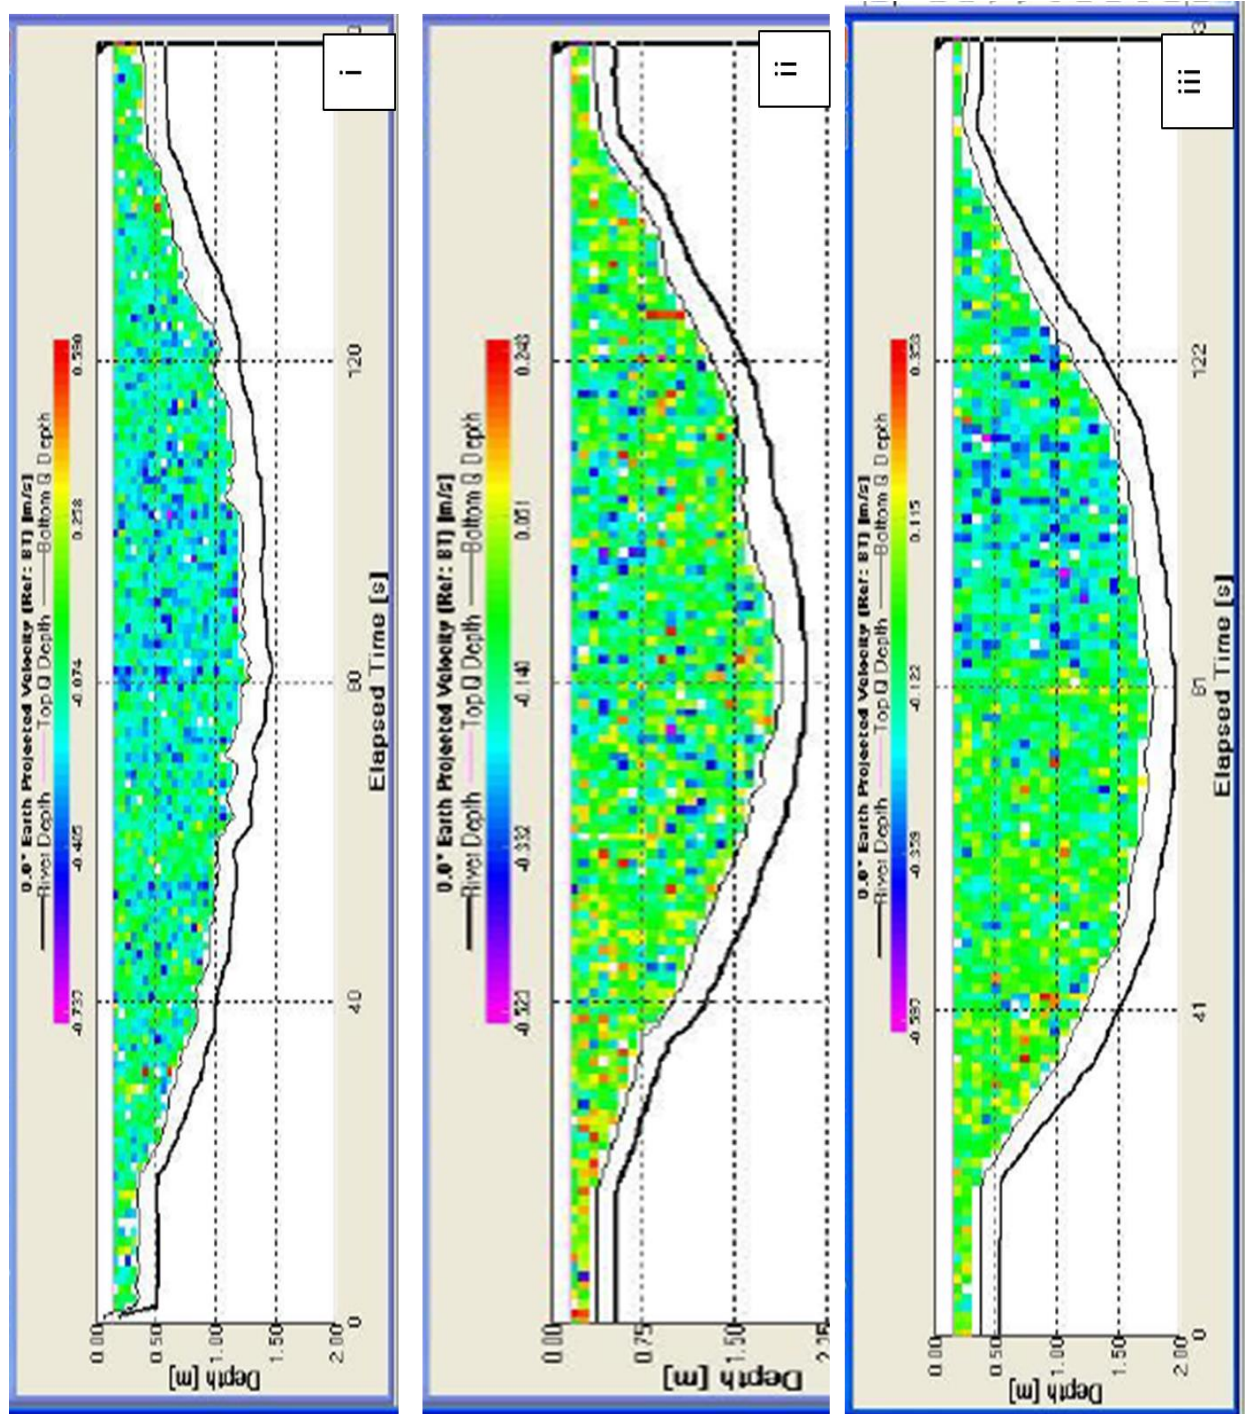 i
0.0° Earth Projected Velocity (Ref: BT) [m/s]
River Depth Top Q Depth Bottom Q Depth
-0.737 -0.405 -0.074 0.258 0.590
Depth [m]
0.00
0.50
1.00
1.50
2.00
0 40 80 120
Elapsed Time [s]
ii
0.0° Earth Projected Velocity (Ref: BT) [m/s]
River Depth Top Q Depth Bottom Q Depth
-0.332 -0.140 0.051 0.243
Depth [m]
0.00
0.75
1.50
iii
0.0° Earth Projected Velocity (Ref: BT) [m/s]
River Depth Top Q Depth Bottom Q Depth
-0.122 0.115 0.353
Depth [m]
0.00
0.50
1.00
1.50
2.00
0 41 81 122
Elapsed Time [s]